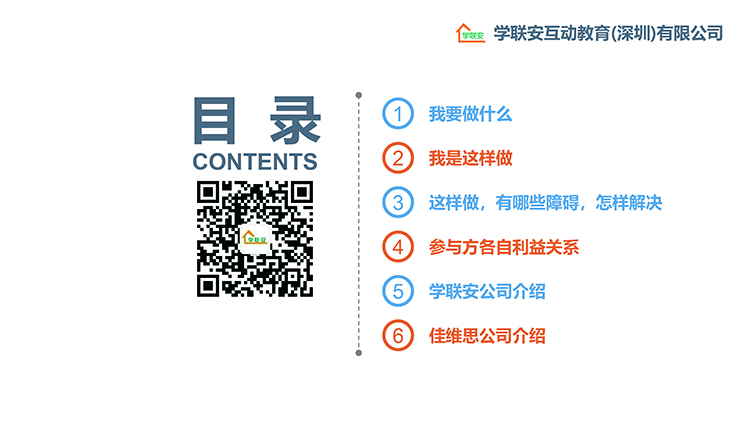 学联安
学联安互动教育(深圳)有限公司
目录
CONTENTS
学联安
1 我要做什么
2 我是这样做
3 这样做，有哪些障碍，怎样解决
4 参与方各自利益关系
5 学联安公司介绍
6 佳维思公司介绍